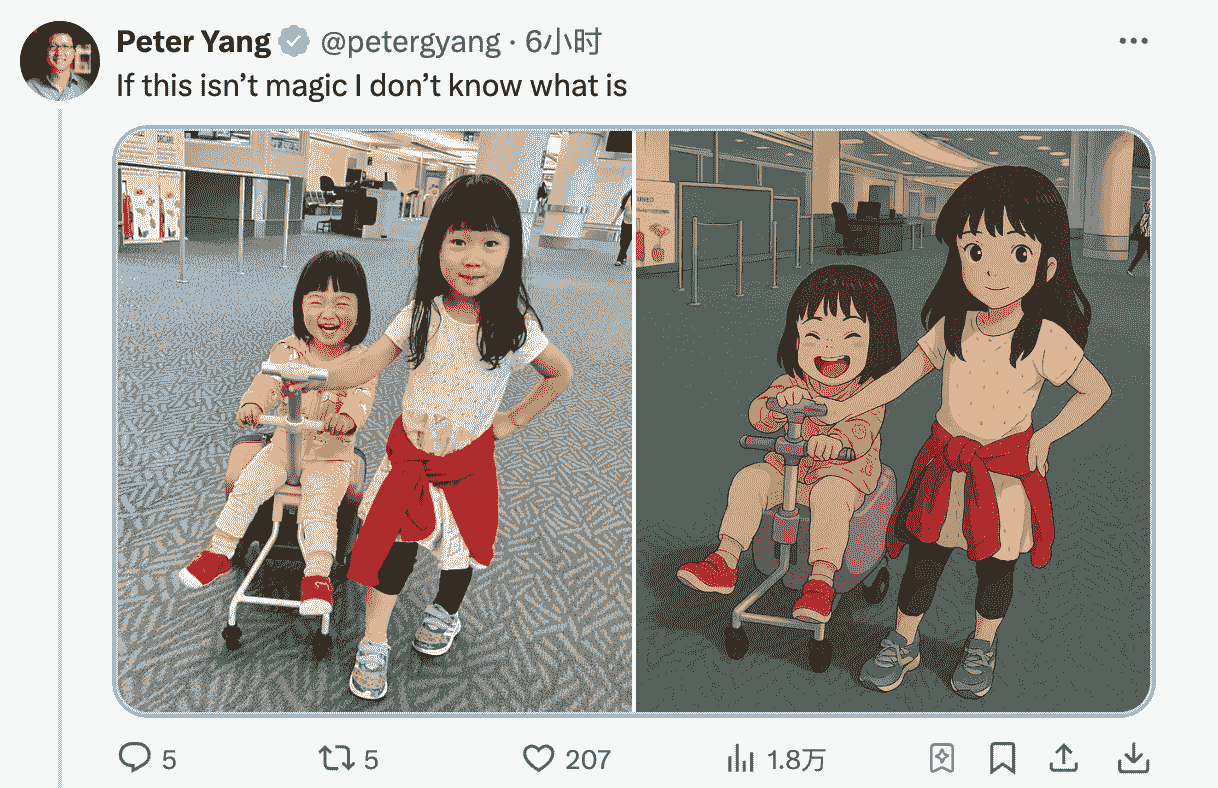 Peter Yang @petergyang · 6小时
If this isn’t magic I don’t know what is
5 5 207 1.8万